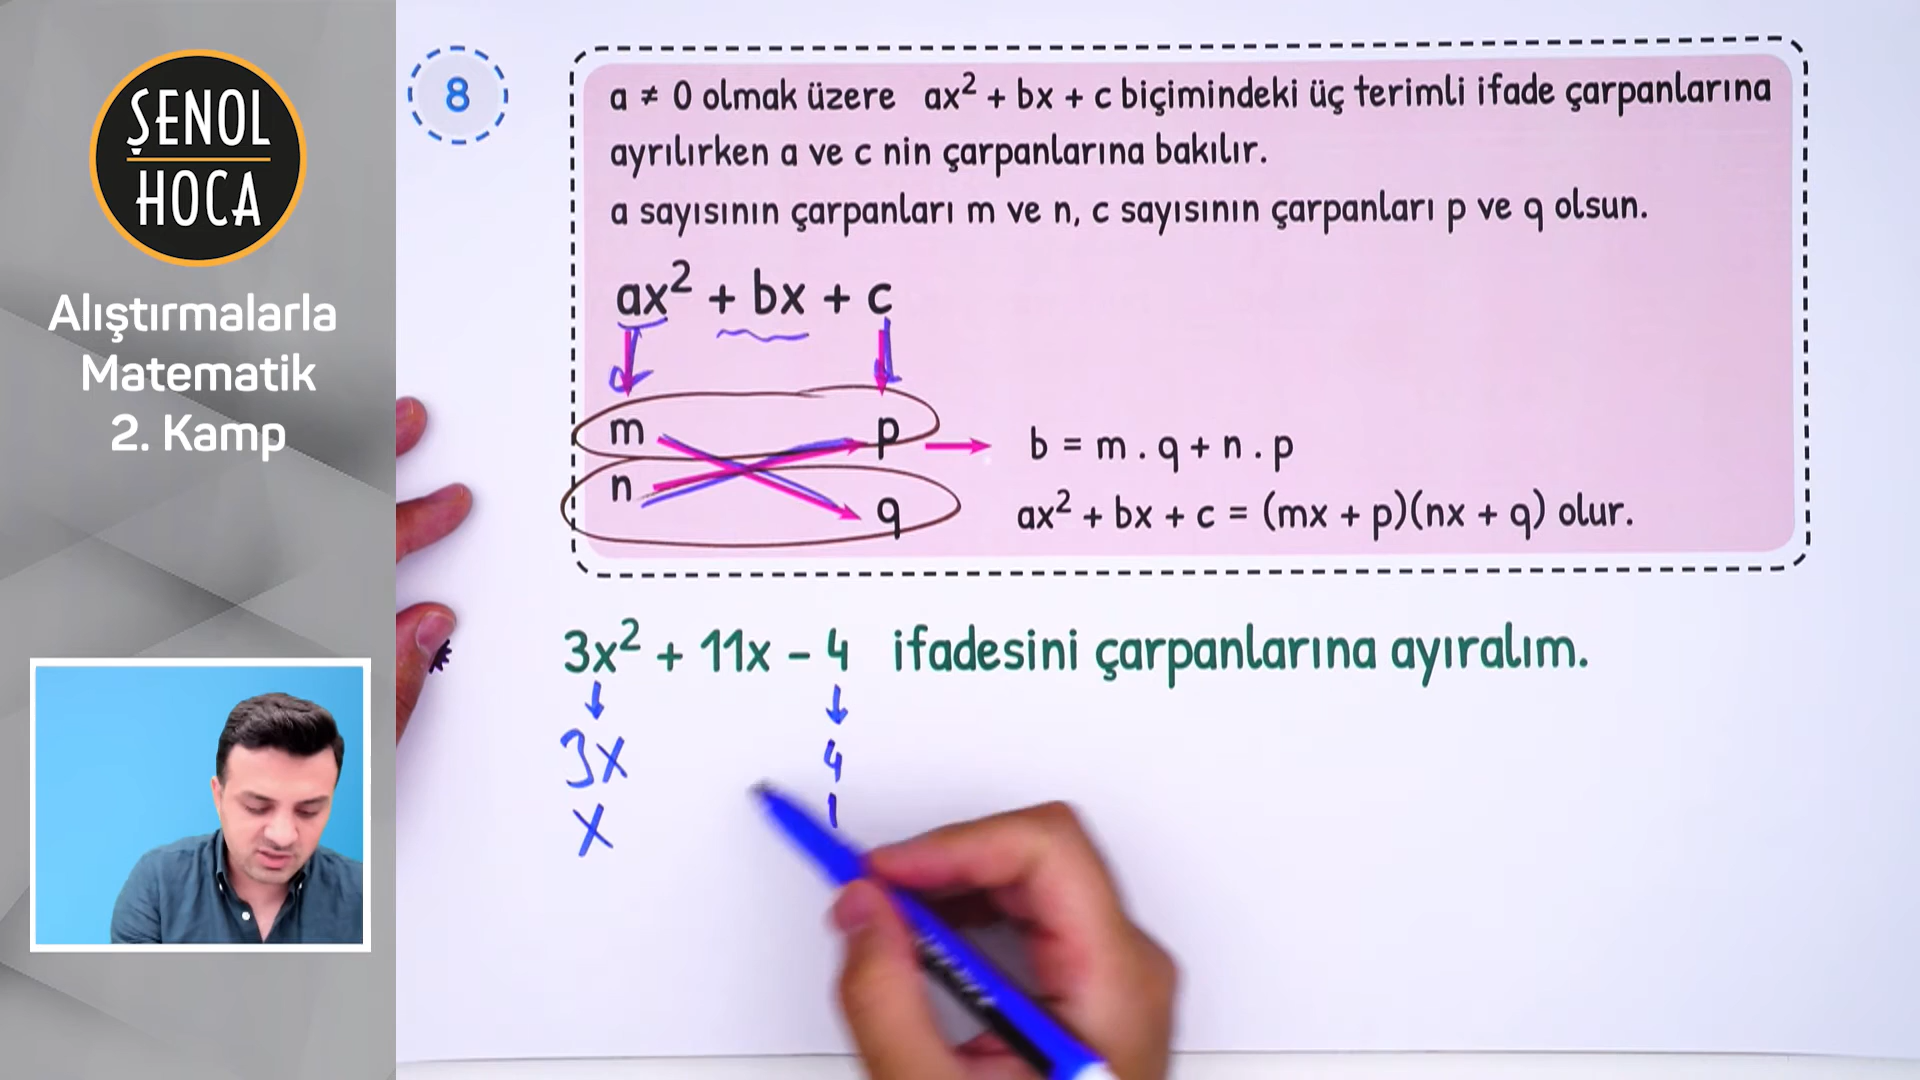 ŞENOL
HOCA
Alıştırmalarla
Matematik
2. Kamp
8
a ≠ 0 olmak üzere ax² + bx + c biçimindeki üç terimli ifade çarpanlarına
ayrılırken a ve c nin çarpanlarına bakılır.
a sayısının çarpanları m ve n, c sayısının çarpanları p ve q olsun.
ax² + bx + c
m p
n q
b = m . q + n . p
ax² + bx + c = (mx + p)(nx + q) olur.
3x² + 11x - 4 ifadesini çarpanlarına ayıralım.
3x 4
x 1